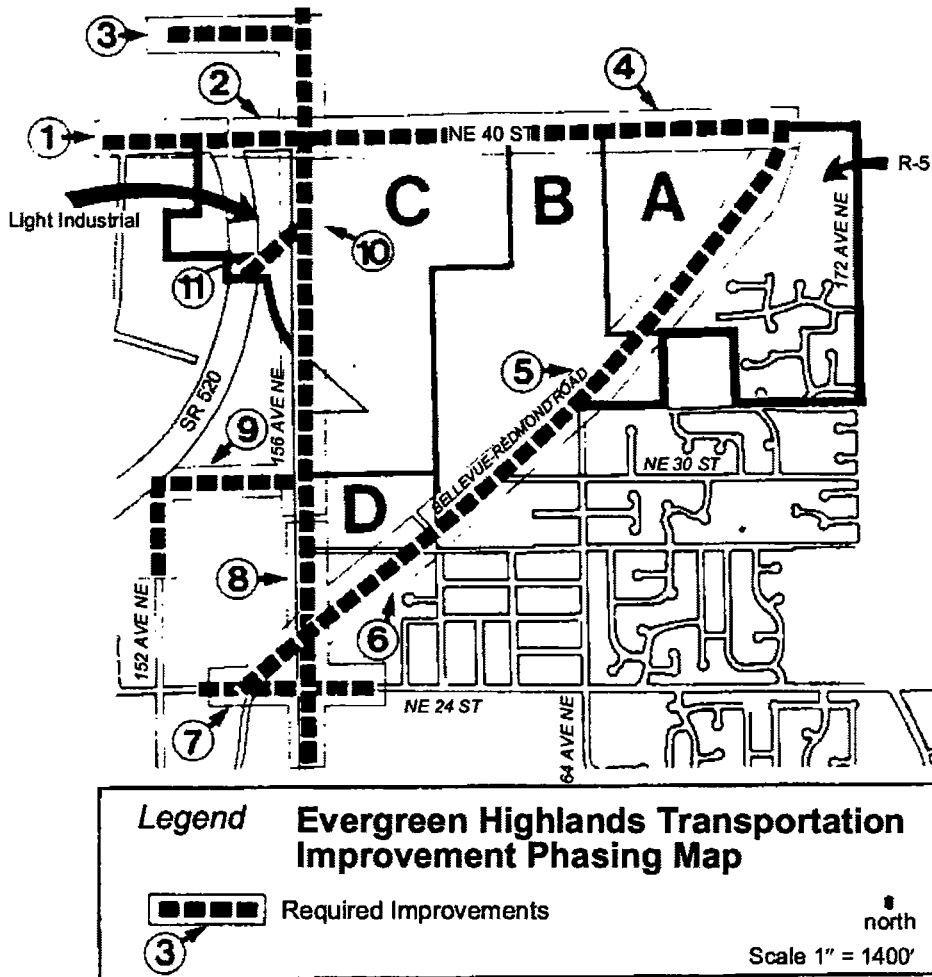 3
2
4
1
NE 40 ST
R-5
C
B
A
Light Industrial
10
172 AVE NE
11
5
SR 520
156 AVE NE
BELLEVUE-REDMOND ROAD
9
NE 30 ST
D
8
6
152 AVE NE
7
NE 24 ST
64 AVE NE
Legend
Evergreen Highlands Transportation
Improvement Phasing Map
Required Improvements
3
north
Scale 1" = 1400'